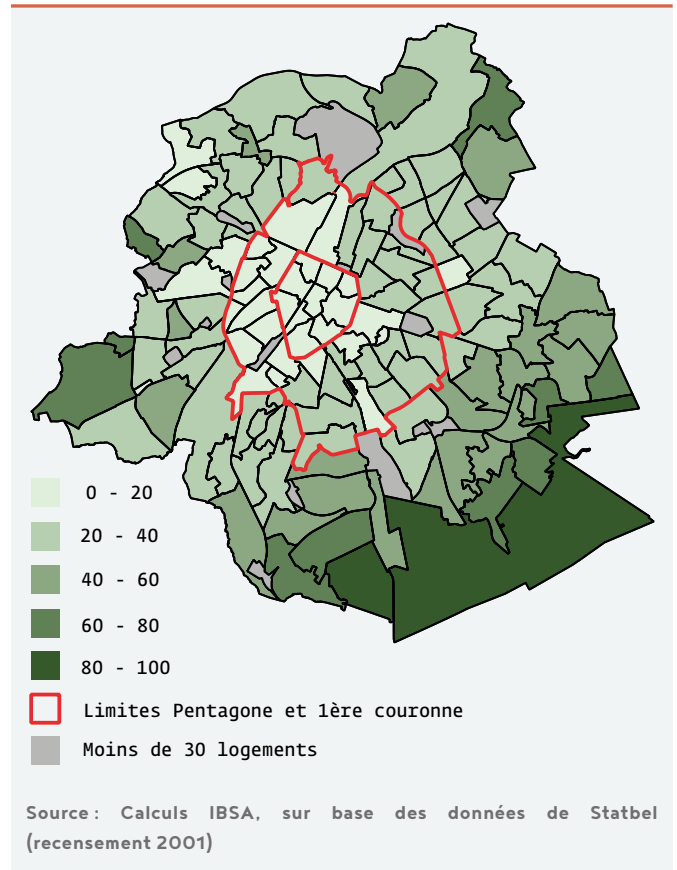 0 - 20
20 - 40
40 - 60
60 - 80
80 - 100
Limites Pentagone et 1ère couronne
Moins de 30 logements
Source : Calculs IBSA, sur base des données de Statbel
(recensement 2001)